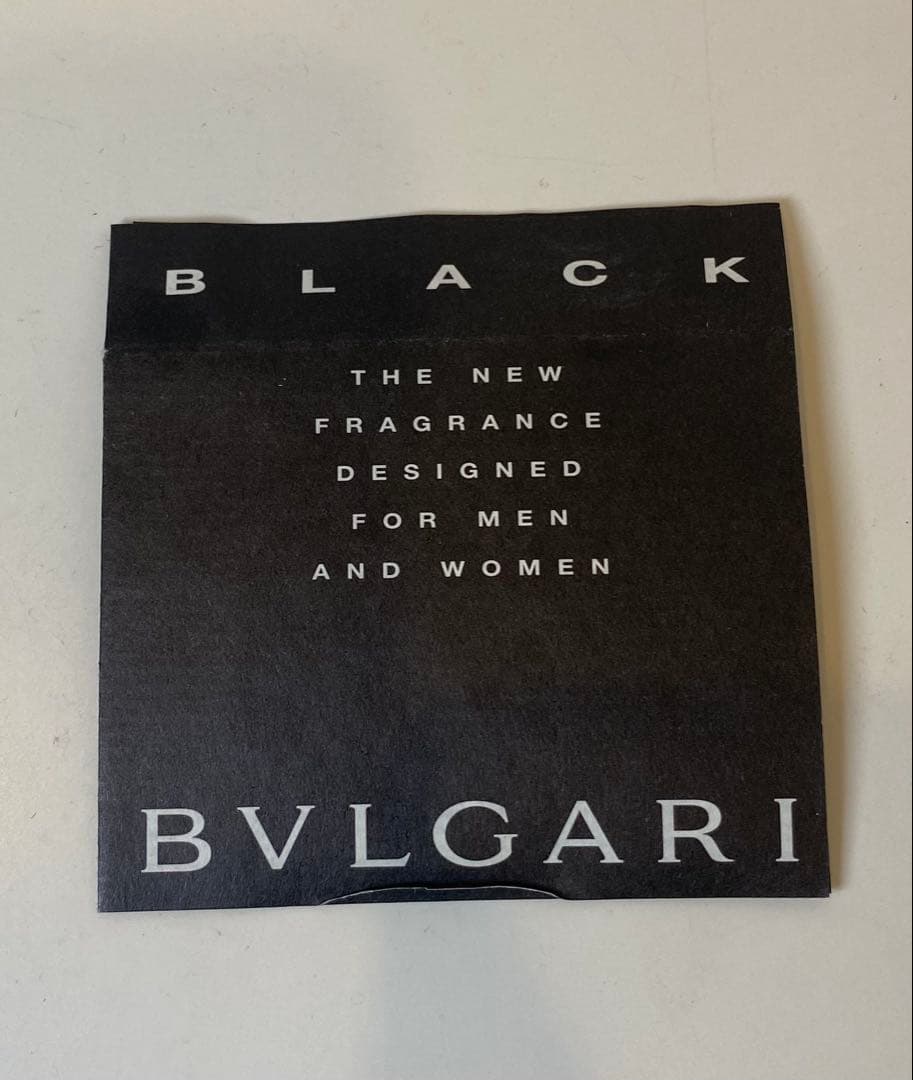 BLACK
THE NEW
FRAGRANCE
DESIGNED
FOR MEN
AND WOMEN
BVLGARI